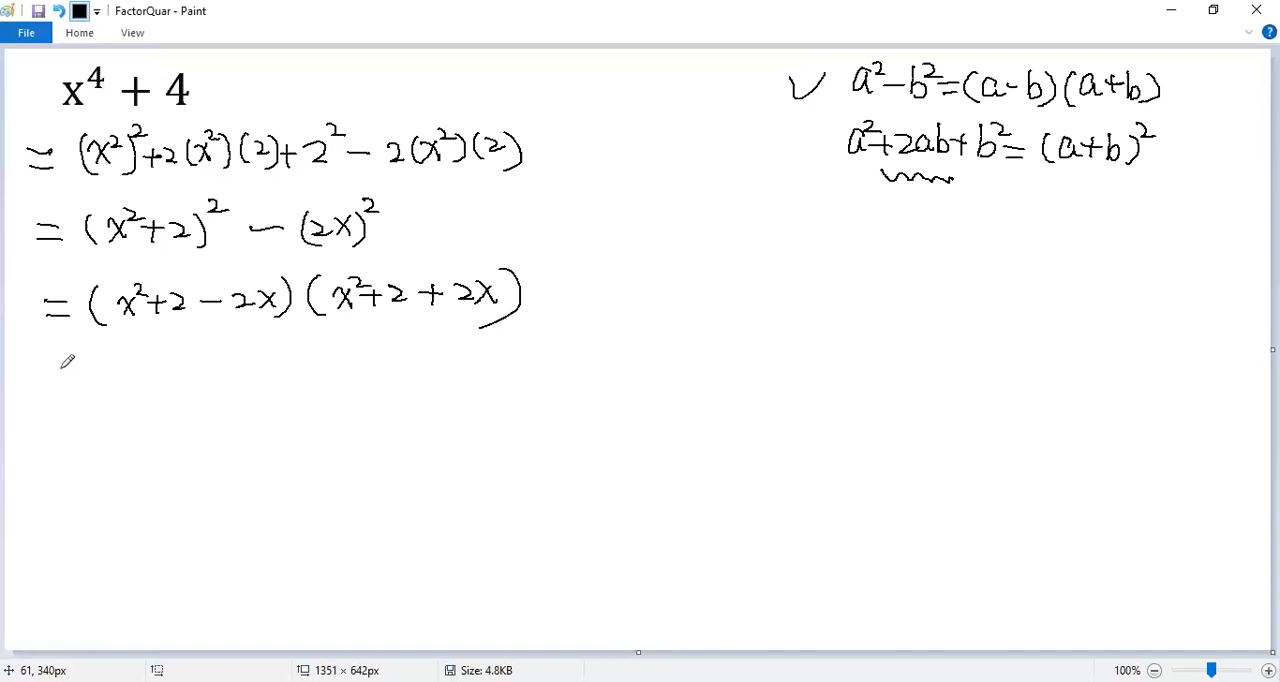 FactorQuar - Paint
File Home View
x⁴ + 4
= (x²)² + 2(x²)(2) + 2² - 2(x²)(2)
= (x² + 2)² - (2x)²
= (x² + 2 - 2x)(x² + 2 + 2x)
a² - b² = (a - b)(a + b)
a² + 2ab + b² = (a + b)²
61, 340px
1351 × 642px
Size: 4.8KB
100%